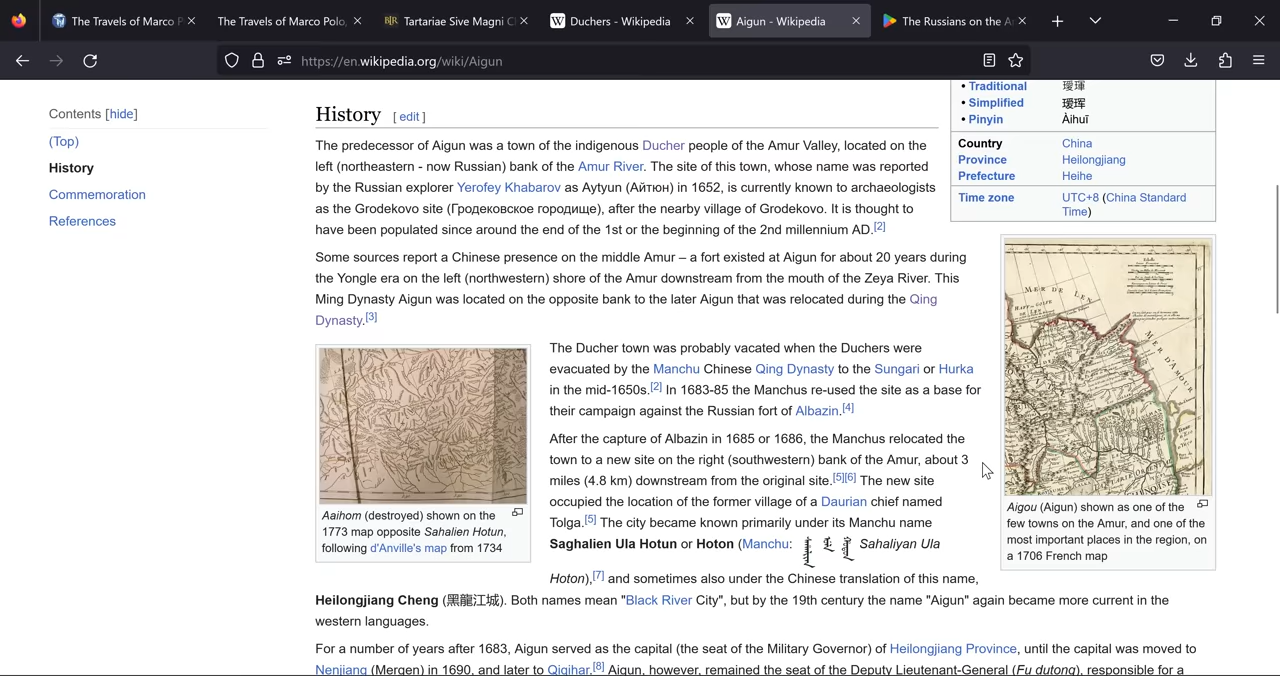 The Travels of Marco P
The Travels of Marco Polo,
Tartariae Sive Magni C
Duchers - Wikipedia
Aigun - Wikipedia
The Russians on the A
https://en.wikipedia.org/wiki/Aigun
Contents [hide]
(Top)
History
Commemoration
References
History [ edit ]
The predecessor of Aigun was a town of the indigenous Ducher people of the Amur Valley, located on the
left (northeastern - now Russian) bank of the Amur River. The site of this town, whose name was reported
by the Russian explorer Yerofey Khabarov as Aytyun (Айтюн) in 1652, is currently known to archaeologists
as the Grodekovo site (Гродековское городище), after the nearby village of Grodekovo. It is thought to
have been populated since around the end of the 1st or the beginning of the 2nd millennium AD.[2]
Some sources report a Chinese presence on the middle Amur – a fort existed at Aigun for about 20 years during
the Yongle era on the left (northwestern) shore of the Amur downstream from the mouth of the Zeya River. This
Ming Dynasty Aigun was located on the opposite bank to the later Aigun that was relocated during the Qing
Dynasty.[3]
The Ducher town was probably vacated when the Duchers were
evacuated by the Manchu Chinese Qing Dynasty to the Sungari or Hurka
in the mid-1650s.[2] In 1683-85 the Manchus re-used the site as a base for
their campaign against the Russian fort of Albazin.[4]
After the capture of Albazin in 1685 or 1686, the Manchus relocated the
town to a new site on the right (southwestern) bank of the Amur, about 3
miles (4.8 km) downstream from the original site.[5][6] The new site
occupied the location of the former village of a Daurian chief named
Tolga.[5] The city became known primarily under its Manchu name
Saghalien Ula Hotun or Hoton (Manchu: Sahaliyan Ula
Hoton),[7] and sometimes also under the Chinese translation of this name,
Heilongjiang Cheng (黑龍江城). Both names mean "Black River City", but by the 19th century the name "Aigun" again became more current in the
western languages.
For a number of years after 1683, Aigun served as the capital (the seat of the Military Governor) of Heilongjiang Province, until the capital was moved to
Nenjiang (Mergen) in 1690, and later to Qiqihar.[8] Aigun, however, remained the seat of the Deputy Lieutenant-General (Fu dutong), responsible for a
Aaihom (destroyed) shown on the
1773 map opposite Sahalien Hotun,
following d'Anville's map from 1734
• Traditional 璦琿
• Simplified 瑷珲
• Pinyin Àihuī
Country China
Province Heilongjiang
Prefecture Heihe
Time zone UTC+8 (China Standard
Time)
MER DE LEN
MER D'AMOUR
Aigou (Aigun) shown as one of the
few towns on the Amur, and one of the
most important places in the region, on
a 1706 French map